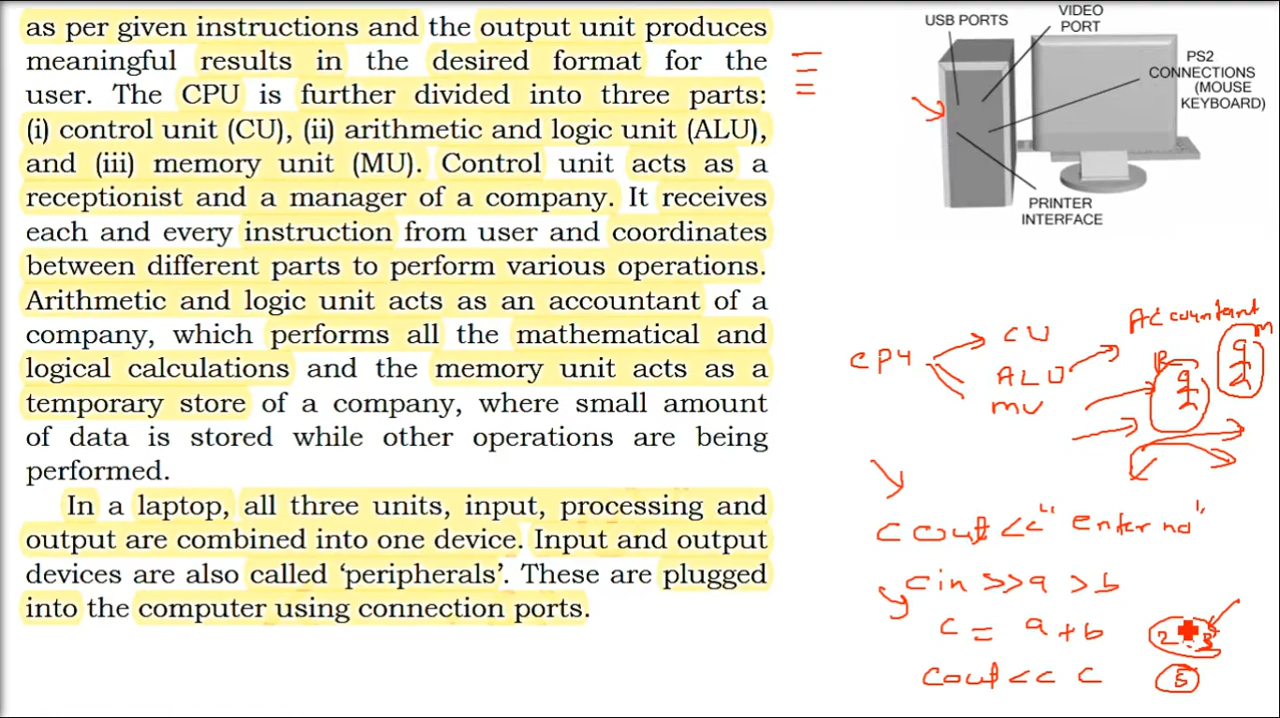 as per given instructions and the output unit produces
meaningful results in the desired format for the
user. The CPU is further divided into three parts:
(i) control unit (CU), (ii) arithmetic and logic unit (ALU),
and (iii) memory unit (MU). Control unit acts as a
receptionist and a manager of a company. It receives
each and every instruction from user and coordinates
between different parts to perform various operations.
Arithmetic and logic unit acts as an accountant of a
company, which performs all the mathematical and
logical calculations and the memory unit acts as a
temporary store of a company, where small amount
of data is stored while other operations are being
performed.
In a laptop, all three units, input, processing and
output are combined into one device. Input and output
devices are also called ‘peripherals’. These are plugged
into the computer using connection ports.
USB PORTS
VIDEO
PORT
PS2
CONNECTIONS
(MOUSE
KEYBOARD)
PRINTER
INTERFACE
CPU
CU
ALU
MU
Accountant
C cout << "enter no"
cin >> a > b
c = a + b
2 3
cout << c
5